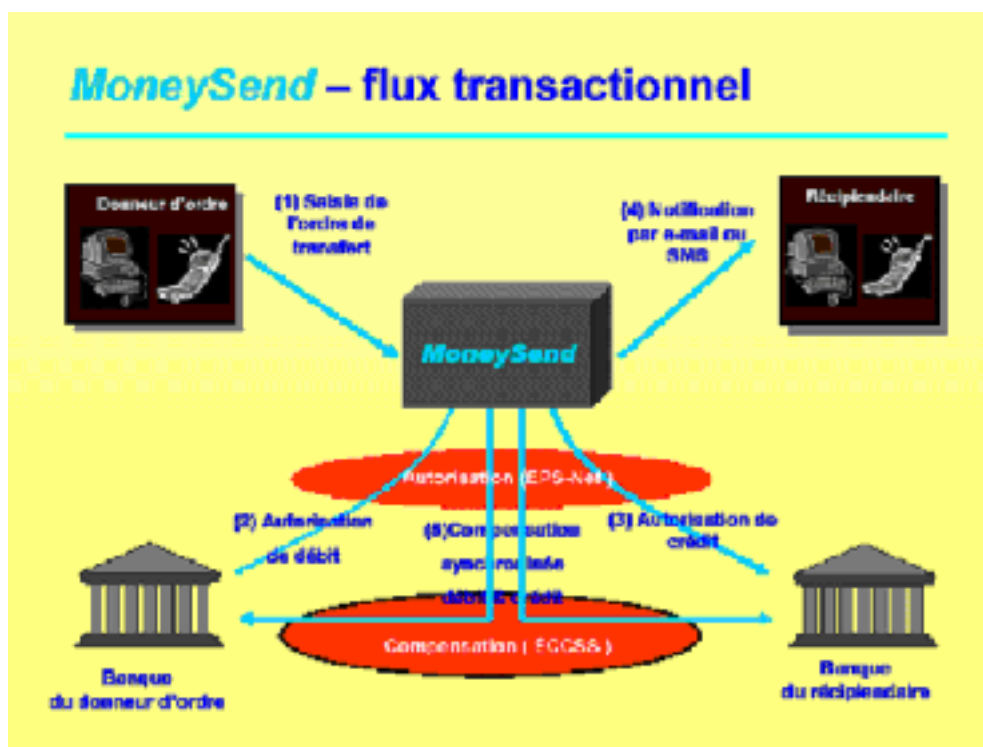 MoneySend – flux transactionnel
Donneur d'ordre
(1) Saisie de
l'ordre de
transfert
(4) Notification
par e-mail ou
SMS
Récipiendaire
MoneySend
Autorisation (EPS-Net)
(2) Autorisation
de débit
(5)Compensation
synchronisée
débit & crédit
(3) Autorisation de
crédit
Compensation ( ECCSS )
Banque
du donneur d'ordre
Banque
du récipiendaire